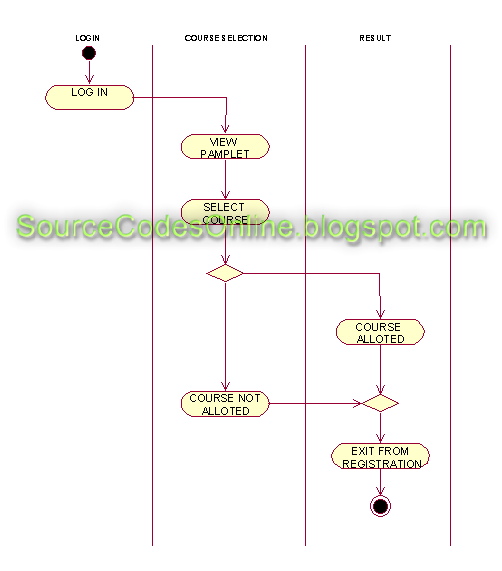 LOGIN
COURSE SELECTION
RESULT
LOG IN
VIEW
PAMPLET
SELECT
COURSE
SourceCodesOnline.blogspot.com
COURSE
ALLOTED
COURSE NOT
ALLOTED
EXIT FROM
REGISTRATION